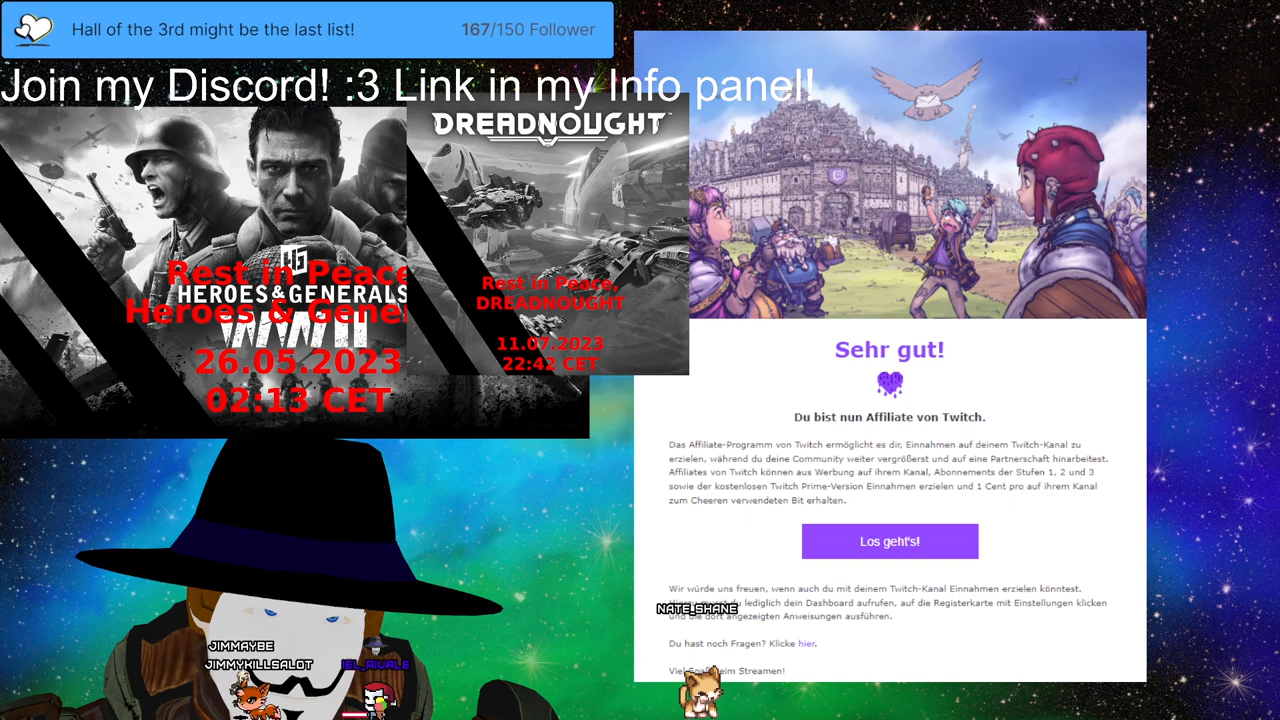 Hall of the 3rd might be the last list!
167/150 Follower
Join my Discord! :3 Link in my Info panel!
DREADNOUGHT
Rest in Peace
HEROES & GENERALS
Heroes & Gener
WWII
26.05.2023
02:13 CET
Rest in Peace,
DREADNOUGHT
11.07.2023
22:42 CET
Sehr gut!
Du bist nun Affiliate von Twitch.
Das Affiliate-Programm von Twitch ermöglicht es dir, Einnahmen auf deinem Twitch-Kanal zu
erzielen, während du deine Community weiter vergrößerst und auf eine Partnerschaft hinarbeitest.
Affiliates von Twitch können aus Werbung auf ihrem Kanal, Abonnements der Stufen 1, 2 und 3
sowie der kostenlosen Twitch Prime-Version Einnahmen erzielen und 1 Cent pro auf ihrem Kanal
zum Cheeren verwendeten Bit erhalten.
Los geht's!
Wir würde uns freuen, wenn auch du mit deinem Twitch-Kanal Einnahmen erzielen könntest.
lediglich dein Dashboard aufrufen, auf die Registerkarte mit Einstellungen klicken
und die dort angezeigten Anweisungen ausführen.
Du hast noch Fragen? Klicke hier.
Viel Spaß beim Streamen!
NATE_SHANE
JIMMAYBE
JIMMYKILLSALOT